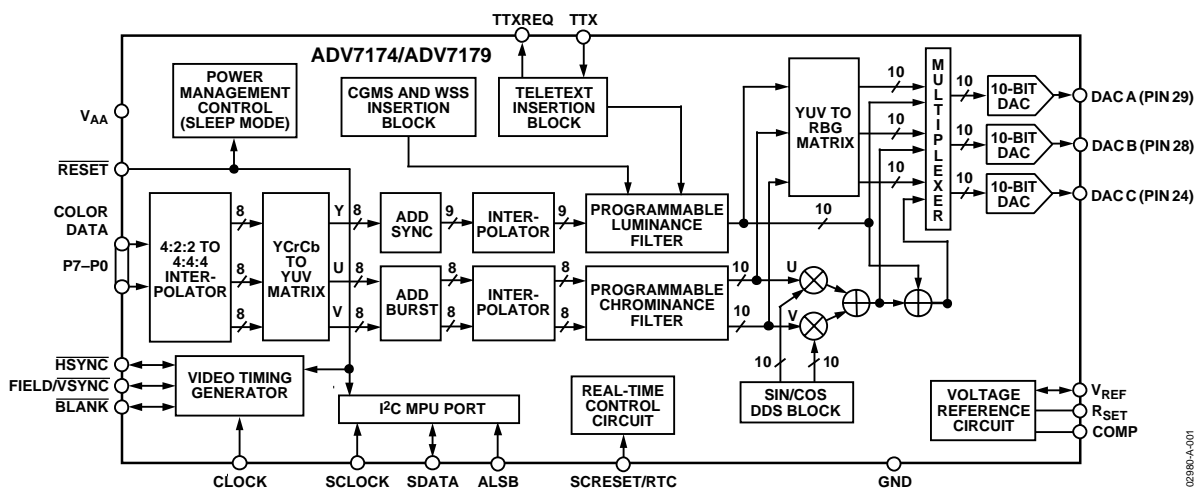 TTXREQ TTX
ADV7174/ADV7179
POWER
MANAGEMENT
CONTROL
(SLEEP MODE)
CGMS AND WSS
INSERTION
BLOCK
TELETEXT
INSERTION
BLOCK
YUV TO
RBG
MATRIX
10
10
10
MULTIPLEXER
10
10
10
10-BIT
DAC
10-BIT
DAC
10-BIT
DAC
DAC A (PIN 29)
DAC B (PIN 28)
DAC C (PIN 24)
VAA
RESET
COLOR
DATA
P7–P0
4:2:2 TO
4:4:4
INTER-
POLATOR
8
8
8
YCrCb
TO
YUV
MATRIX
Y 8
U 8
V 8
ADD
SYNC
9
INTER-
POLATOR
9
PROGRAMMABLE
LUMINANCE
FILTER
10
ADD
BURST
8
8
INTER-
POLATOR
8
8
PROGRAMMABLE
CHROMINANCE
FILTER
10
10
U
V
10
10
SIN/COS
DDS BLOCK
HSYNC
FIELD/VSYNC
BLANK
VIDEO TIMING
GENERATOR
I2C MPU PORT
REAL-TIME
CONTROL
CIRCUIT
VOLTAGE
REFERENCE
CIRCUIT
VREF
RSET
COMP
CLOCK SCLOCK SDATA ALSB SCRESET/RTC GND
02980-A-001